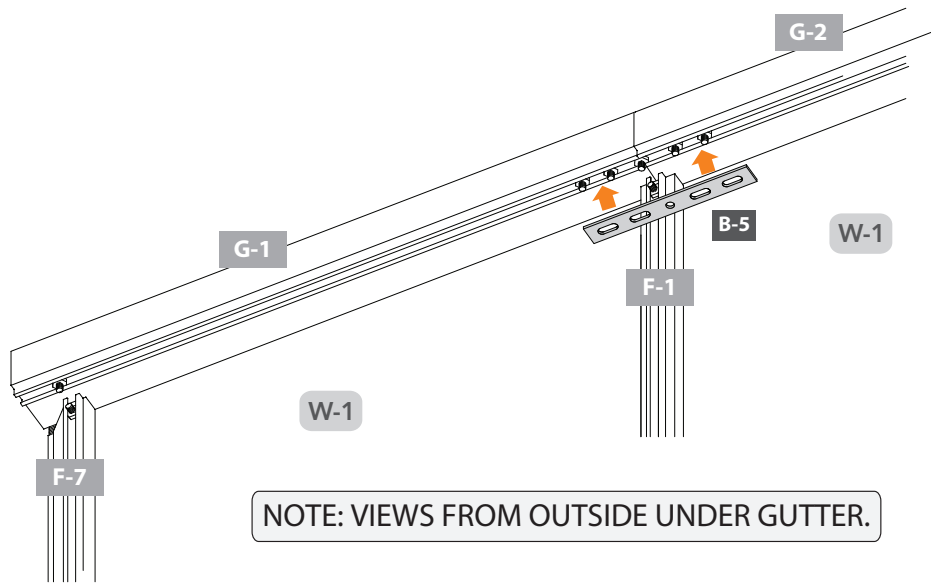 G-2
G-1
B-5
W-1
F-1
W-1
F-7
NOTE: VIEWS FROM OUTSIDE UNDER GUTTER.